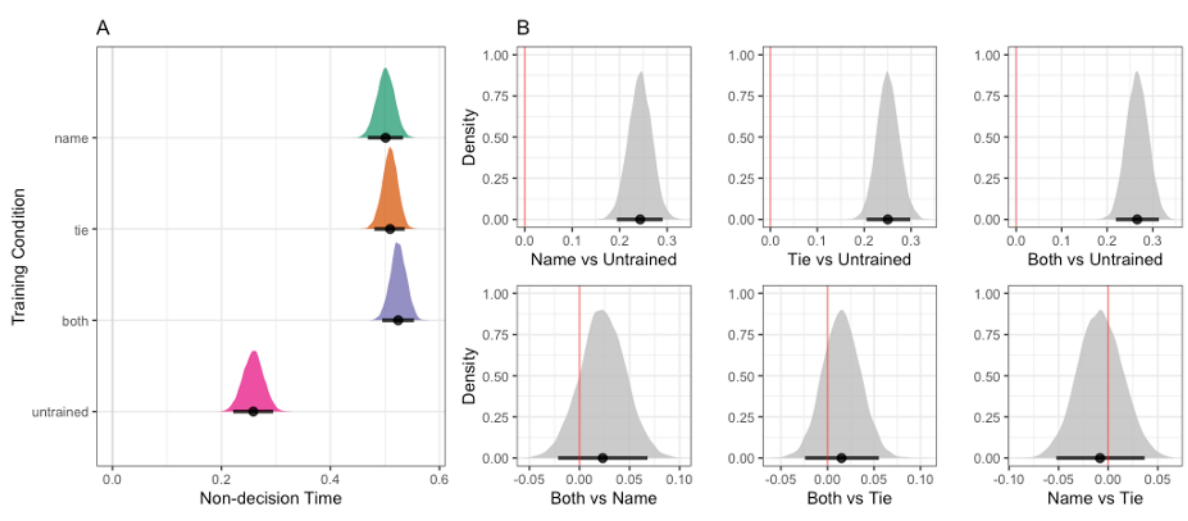 A
Training Condition
name
tie
both
untrained
0.0 0.2 0.4 0.6
Non-decision Time
B
Density
1.00
0.75
0.50
0.25
0.00
0.0 0.1 0.2 0.3
Name vs Untrained
1.00
0.75
0.50
0.25
0.00
0.0 0.1 0.2 0.3
Tie vs Untrained
1.00
0.75
0.50
0.25
0.00
0.0 0.1 0.2 0.3
Both vs Untrained
Density
1.00
0.75
0.50
0.25
0.00
-0.05 0.00 0.05 0.10
Both vs Name
1.00
0.75
0.50
0.25
0.00
-0.05 0.00 0.05 0.10
Both vs Tie
1.00
0.75
0.50
0.25
0.00
-0.10 -0.05 0.00 0.05
Name vs Tie